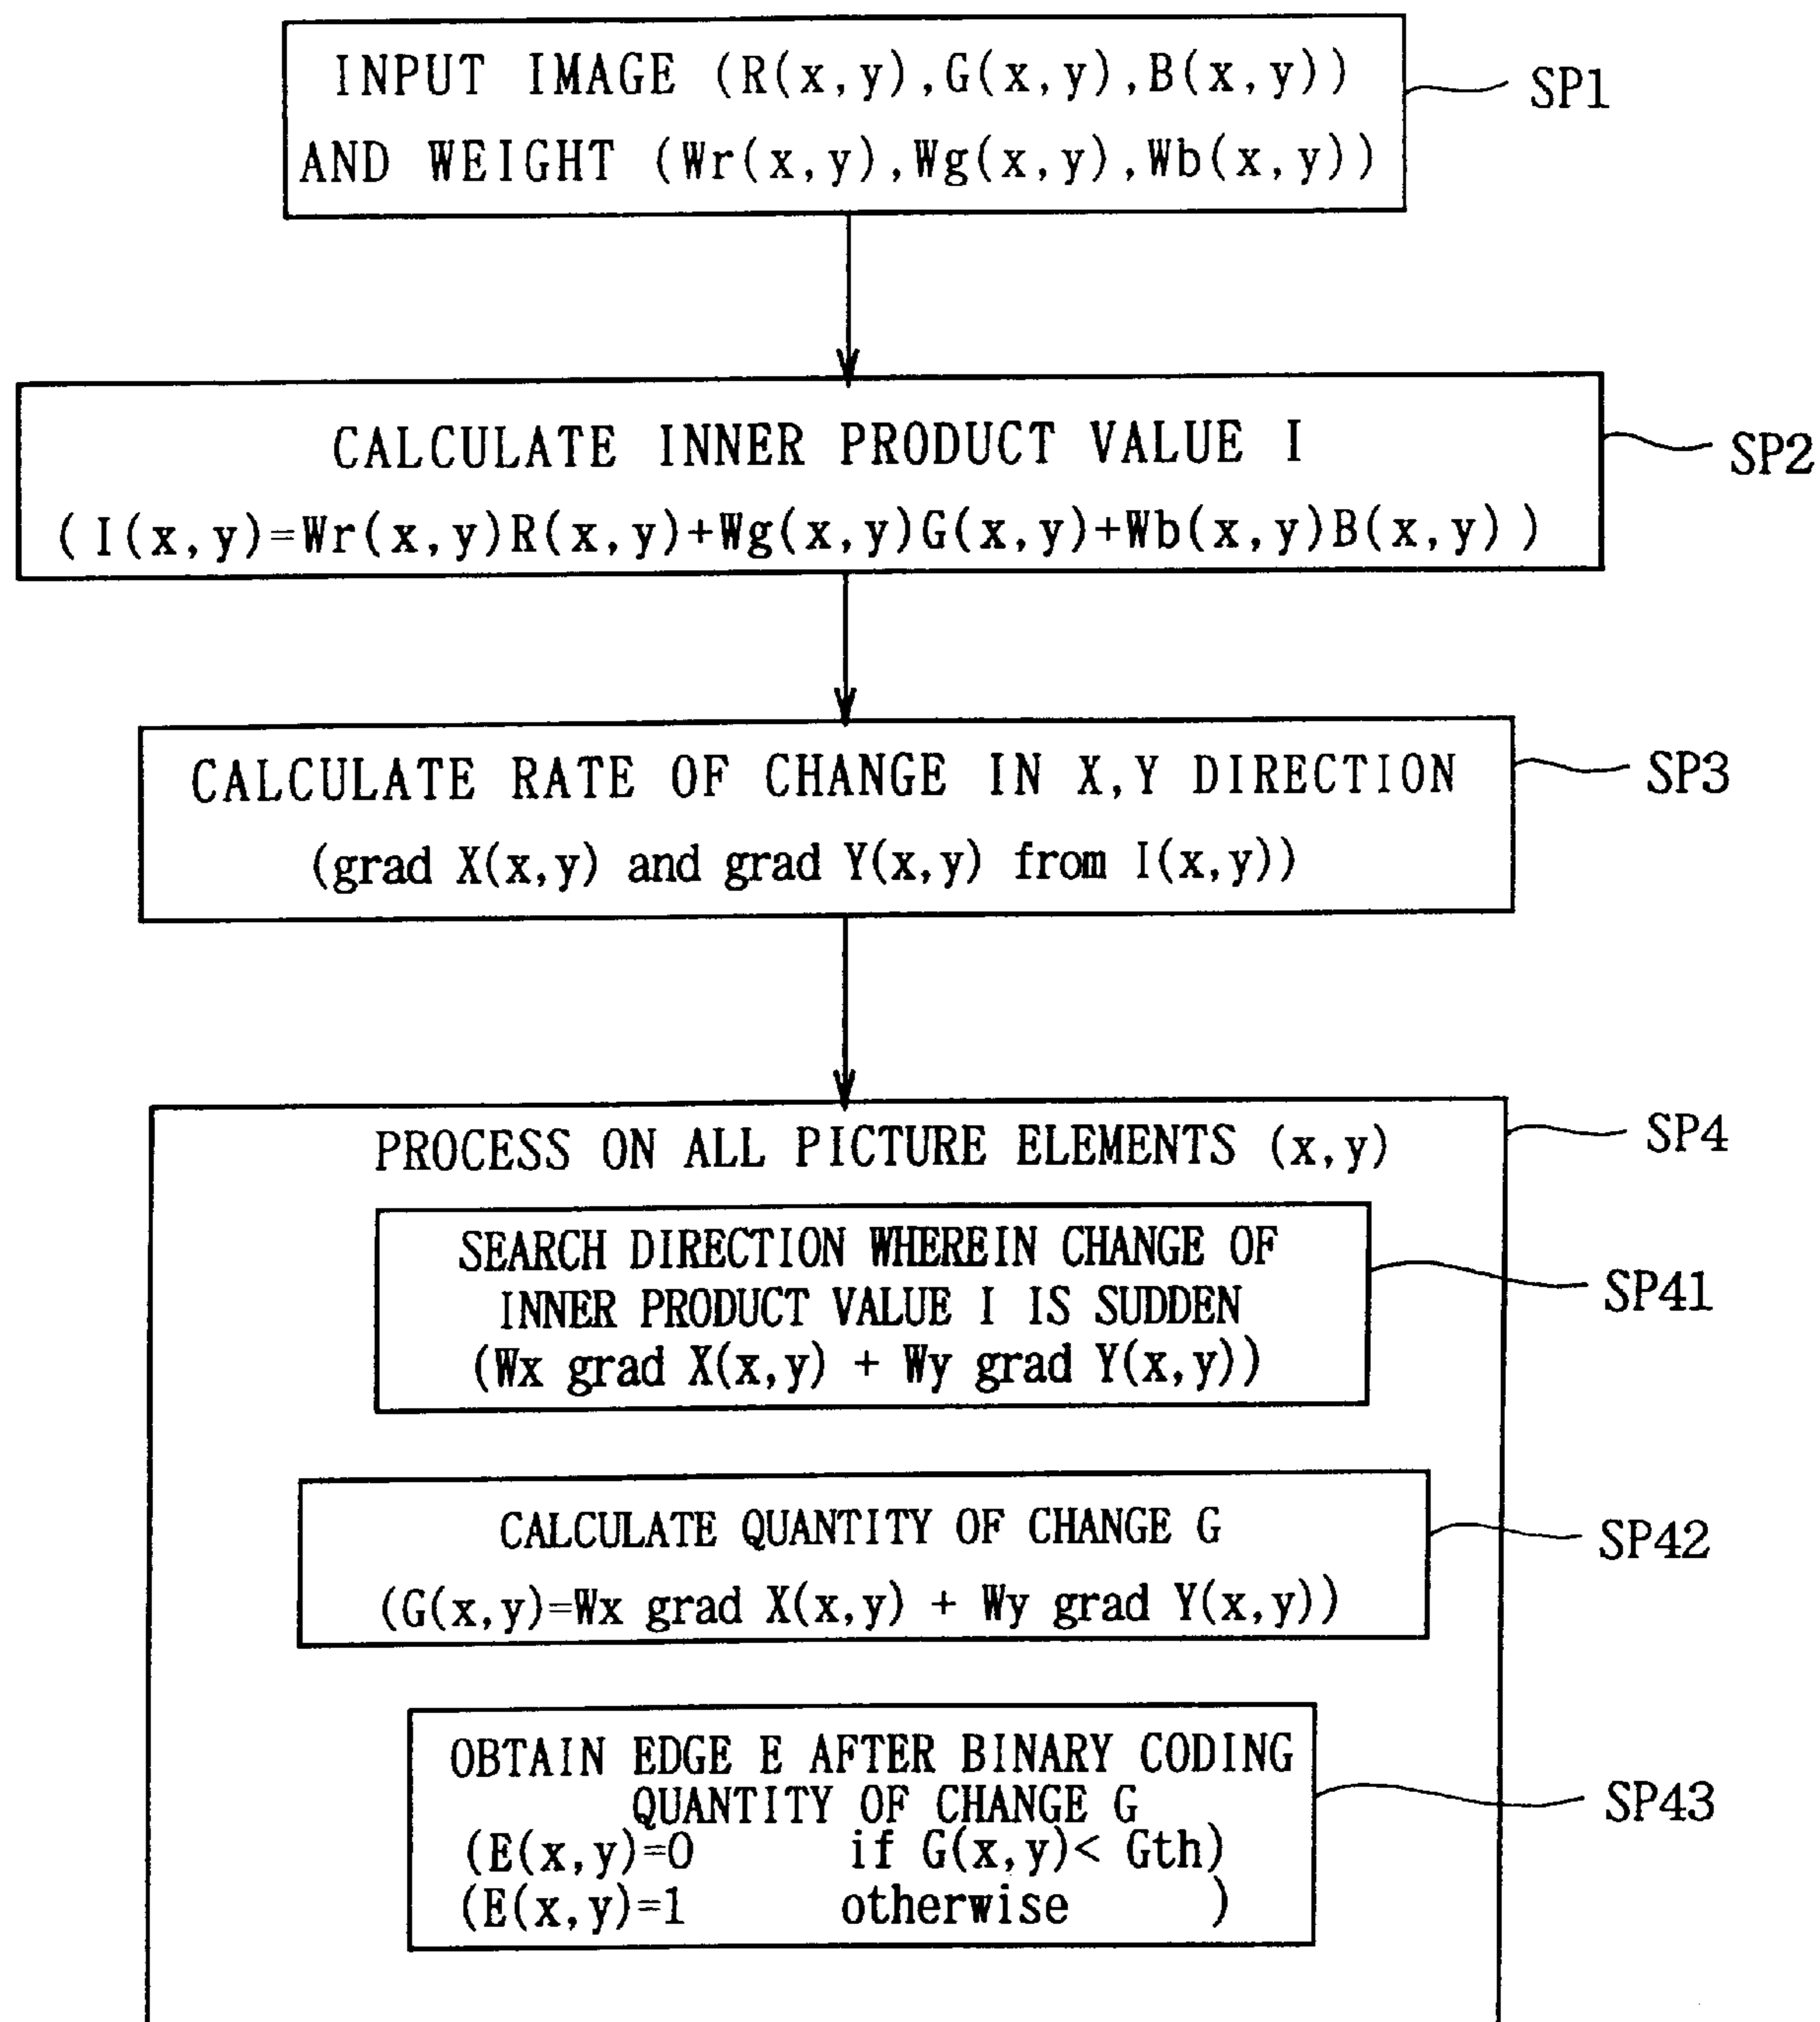 INPUT IMAGE (R(x,y),G(x,y),B(x,y))
AND WEIGHT (Wr(x,y),Wg(x,y),Wb(x,y))
SP1
CALCULATE INNER PRODUCT VALUE I
(I(x,y)=Wr(x,y)R(x,y)+Wg(x,y)G(x,y)+Wb(x,y)B(x,y))
SP2
CALCULATE RATE OF CHANGE IN X,Y DIRECTION
(grad X(x,y) and grad Y(x,y) from I(x,y))
SP3
PROCESS ON ALL PICTURE ELEMENTS (x,y)
SP4
SEARCH DIRECTION WHEREIN CHANGE OF
INNER PRODUCT VALUE I IS SUDDEN
(Wx grad X(x,y) + Wy grad Y(x,y))
SP41
CALCULATE QUANTITY OF CHANGE G
(G(x,y)=Wx grad X(x,y) + Wy grad Y(x,y))
SP42
OBTAIN EDGE E AFTER BINARY CODING
QUANTITY OF CHANGE G
(E(x,y)=0 if G(x,y)< Gth)
(E(x,y)=1 otherwise )
SP43